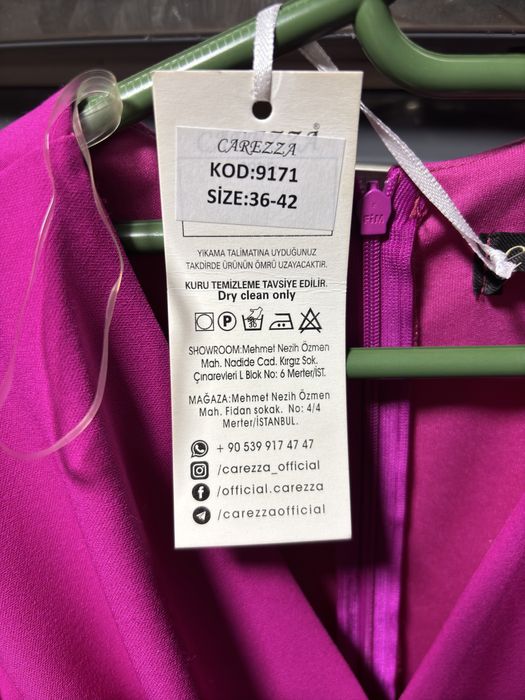 CAREZZA
KOD:9171
SİZE:36-42
YIKAMA TALİMATINA UYDUĞUNUZ
TAKDİRDE ÜRÜNÜN ÖMRÜ UZAYACAKTIR.
KURU TEMİZLEME TAVSİYE EDİLİR.
Dry clean only
SHOWROOM:Mehmet Nezih Özmen
Mah. Nadide Cad. Kırgız Sok.
Çınarevleri L Blok No: 6 Merter/İST.
MAĞAZA:Mehmet Nezih Özmen
Mah. Fidan sokak. No: 4/4
Merter/İSTANBUL.
+ 90 539 917 47 47
/carezza_official
/official.carezza
/carezzaofficial
FIM